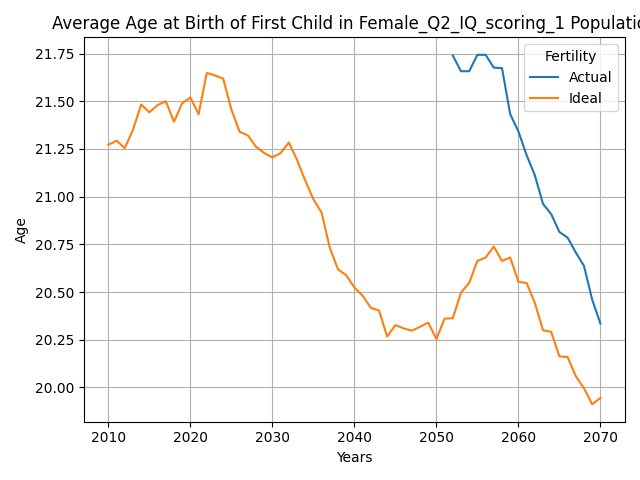 Average Age at Birth of First Child in Female_Q2_IQ_scoring_1 Populatio
21.75
21.50
21.25
21.00
20.75
20.50
20.25
20.00
Age
Fertility
Actual
Ideal
2010 2020 2030 2040 2050 2060 2070
Years